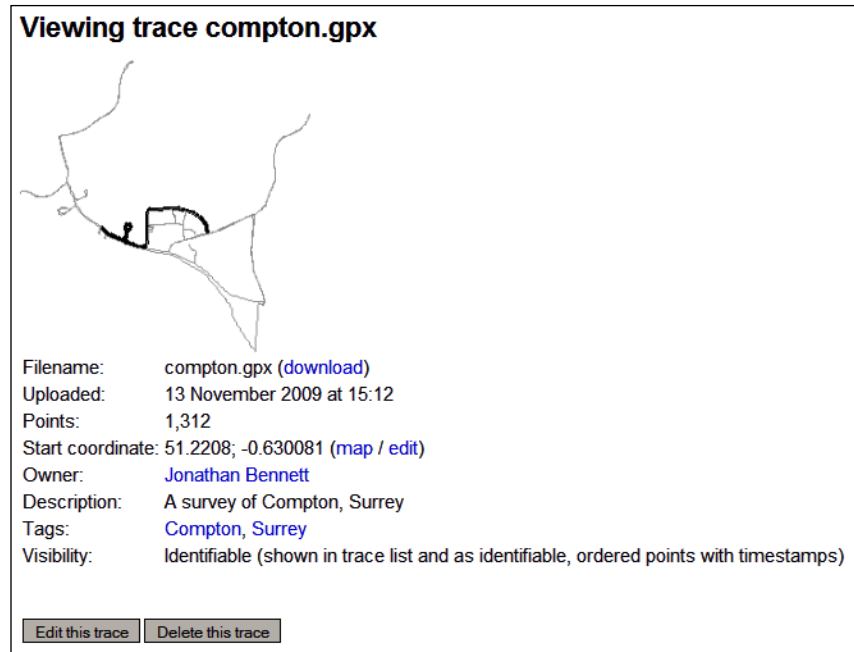 Viewing trace compton.gpx
Filename: compton.gpx (download)
Uploaded: 13 November 2009 at 15:12
Points: 1,312
Start coordinate: 51.2208; -0.630081 (map / edit)
Owner: Jonathan Bennett
Description: A survey of Compton, Surrey
Tags: Compton, Surrey
Visibility: Identifiable (shown in trace list and as identifiable, ordered points with timestamps)
Edit this trace Delete this trace